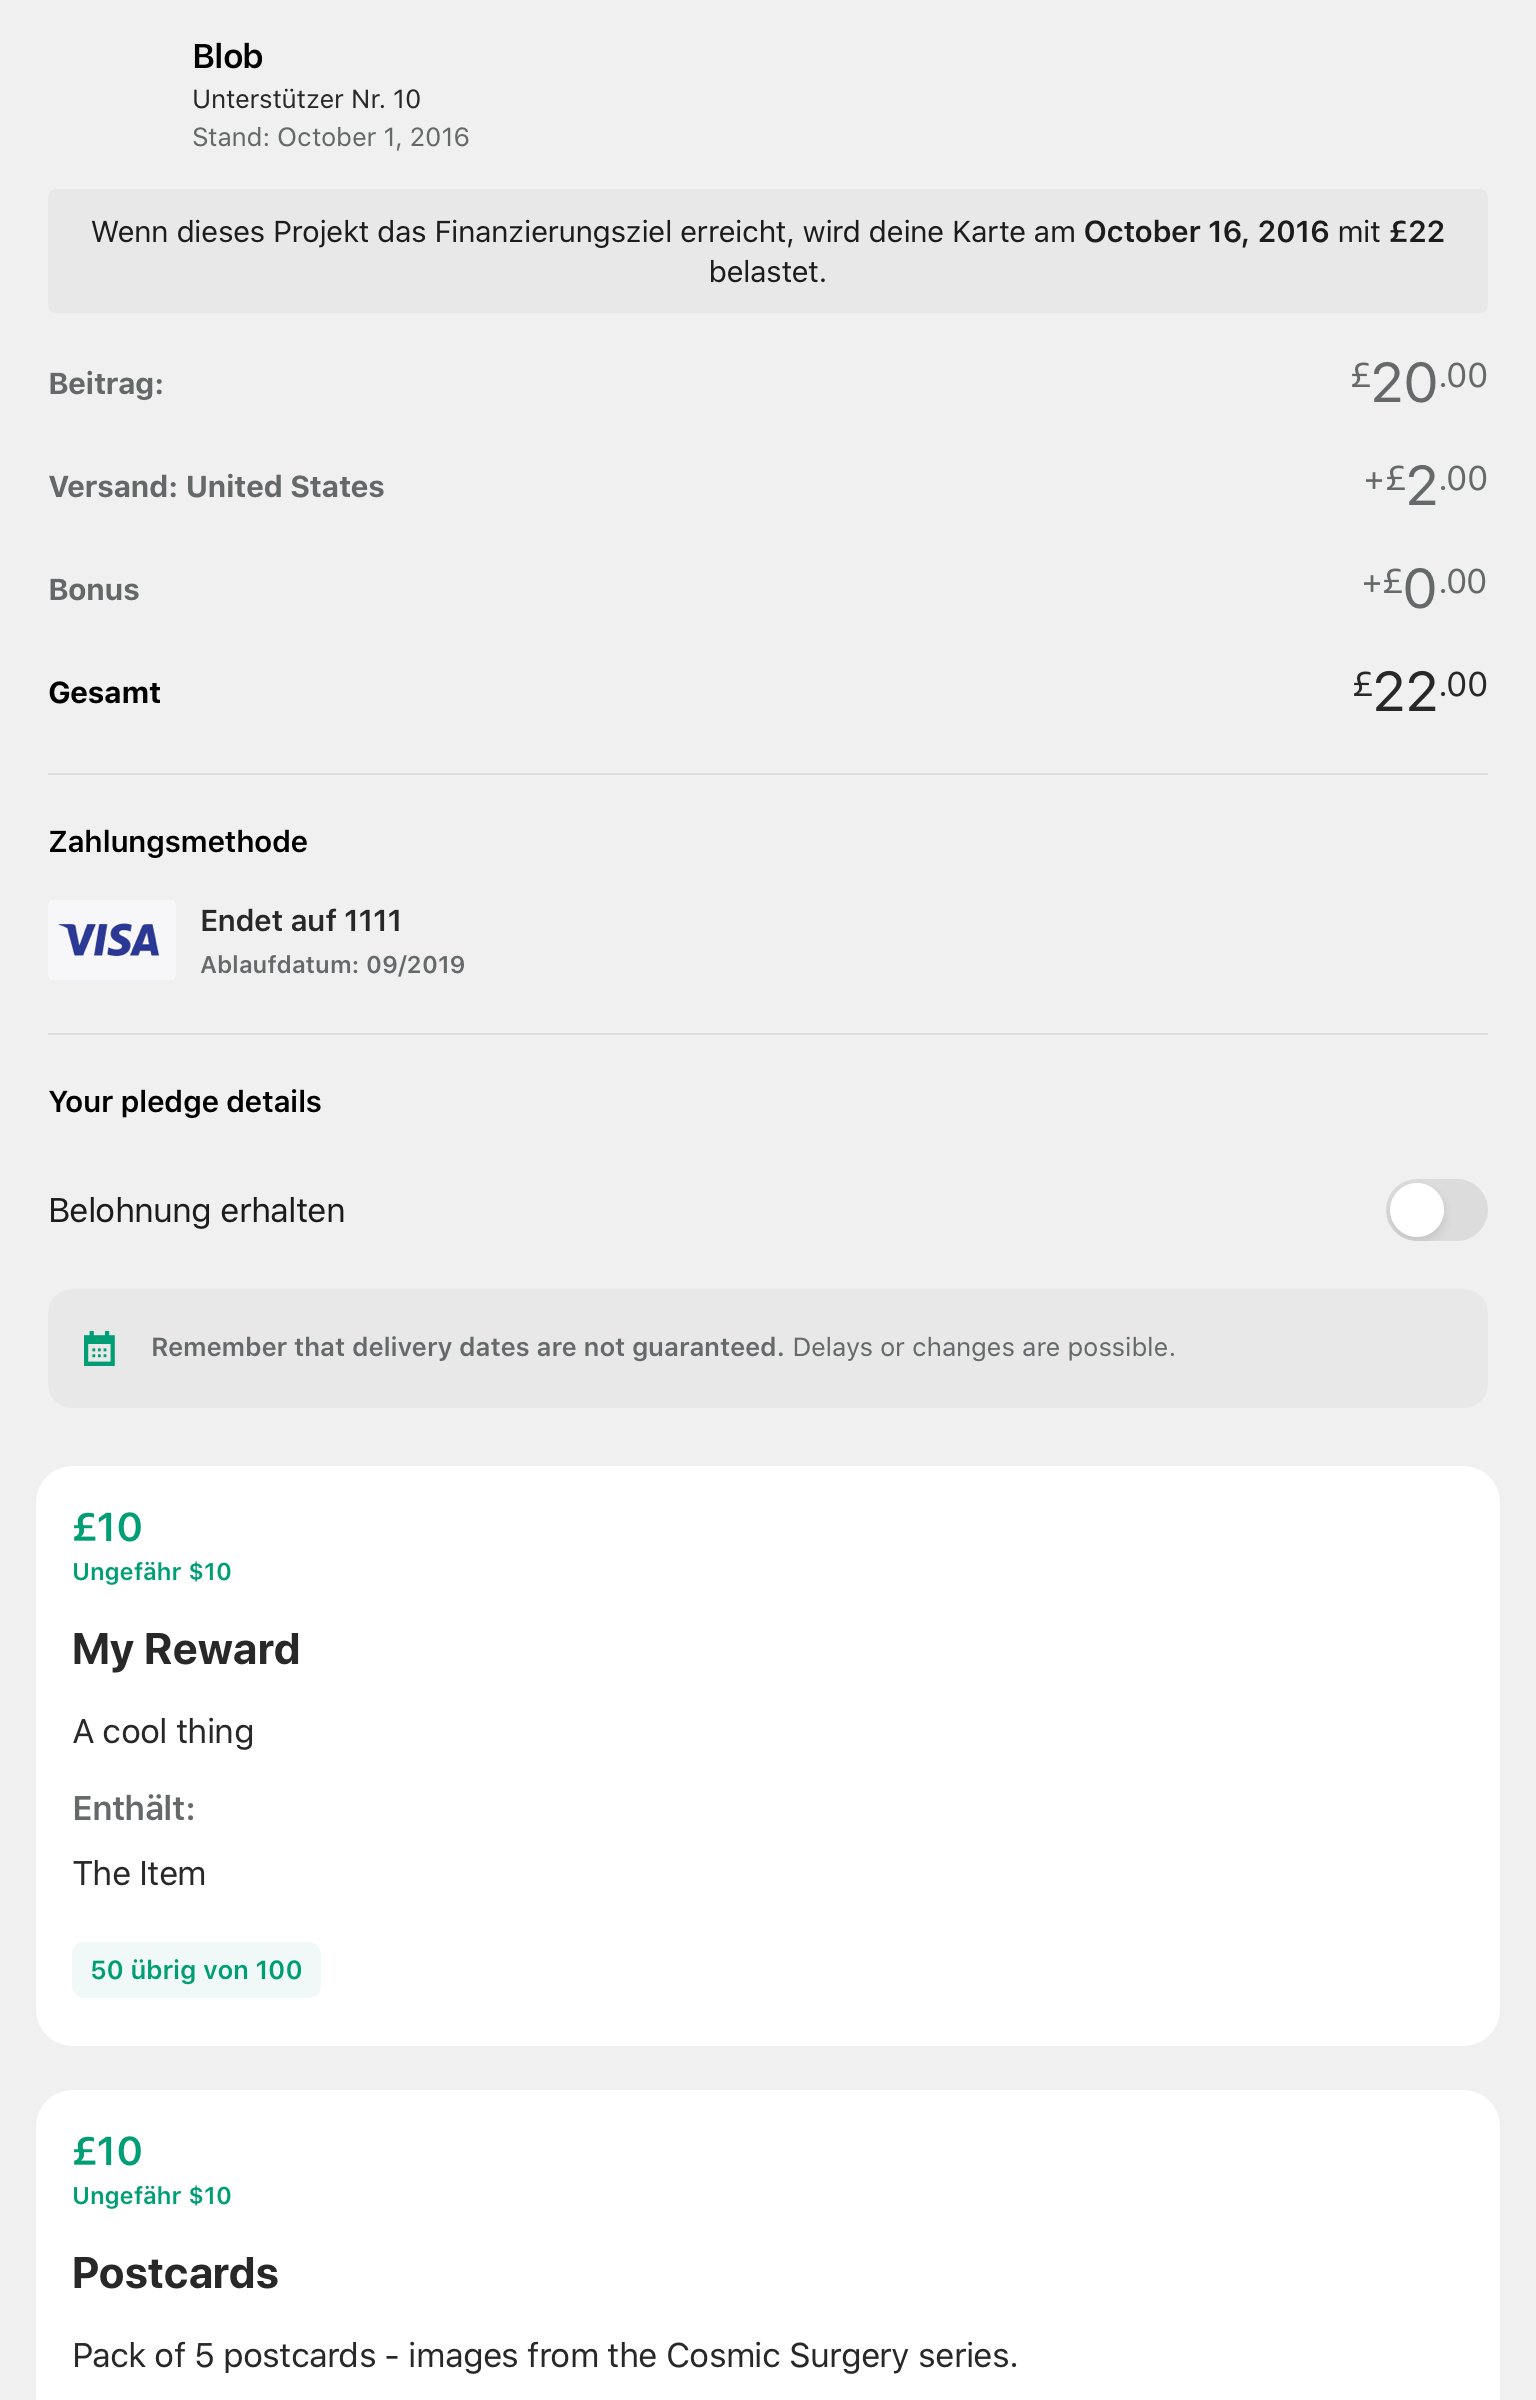 Blob
Unterstützer Nr. 10
Stand: October 1, 2016
Wenn dieses Projekt das Finanzierungsziel erreicht, wird deine Karte am October 16, 2016 mit £22
belastet.
Beitrag: £20.00
Versand: United States +£2.00
Bonus +£0.00
Gesamt £22.00
Zahlungsmethode
VISA
Endet auf 1111
Ablaufdatum: 09/2019
Your pledge details
Belohnung erhalten
Remember that delivery dates are not guaranteed. Delays or changes are possible.
£10
Ungefähr $10
My Reward
A cool thing
Enthält:
The Item
50 übrig von 100
£10
Ungefähr $10
Postcards
Pack of 5 postcards - images from the Cosmic Surgery series.